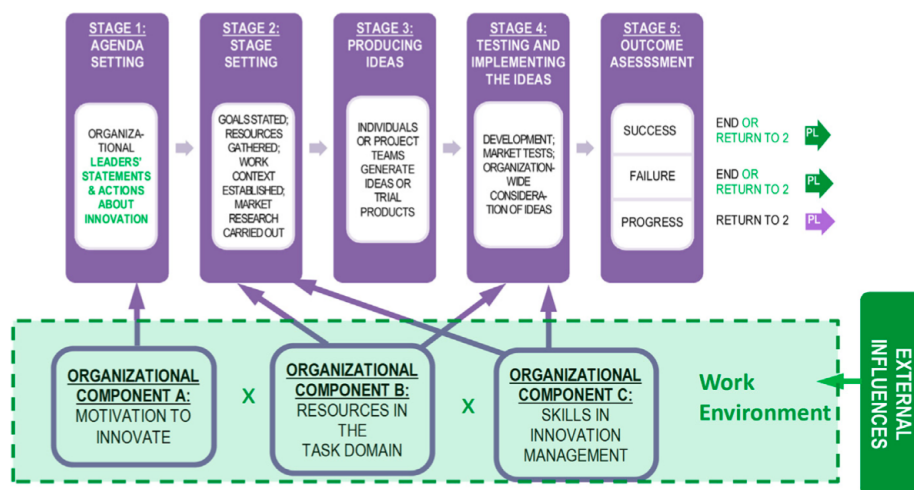 STAGE 1:
AGENDA
SETTING
ORGANIZA-
TIONAL
LEADERS'
STATEMENTS
& ACTIONS
ABOUT
INNOVATION
STAGE 2:
STAGE
SETTING
GOALS STATED;
RESOURCES
GATHERED;
WORK
CONTEXT
ESTABLISHED;
MARKET
RESEARCH
CARRIED OUT
STAGE 3:
PRODUCING
IDEAS
INDIVIDUALS
OR PROJECT
TEAMS
GENERATE
IDEAS OR
TRIAL
PRODUCTS
STAGE 4:
TESTING AND
IMPLEMENTING
THE IDEAS
DEVELOPMENT;
MARKET TESTS;
ORGANIZATION-
WIDE
CONSIDERA-
TION OF IDEAS
STAGE 5:
OUTCOME
ASESSSMENT
SUCCESS
FAILURE
PROGRESS
END OR
RETURN TO 2
PL
END OR
RETURN TO 2
PL
RETURN TO 2
PL
ORGANIZATIONAL
COMPONENT A:
MOTIVATION TO
INNOVATE
X
ORGANIZATIONAL
COMPONENT B:
RESOURCES IN
THE
TASK DOMAIN
X
ORGANIZATIONAL
COMPONENT C:
SKILLS IN
INNOVATION
MANAGEMENT
Work
Environment
EXTERNAL
INFLUENCES